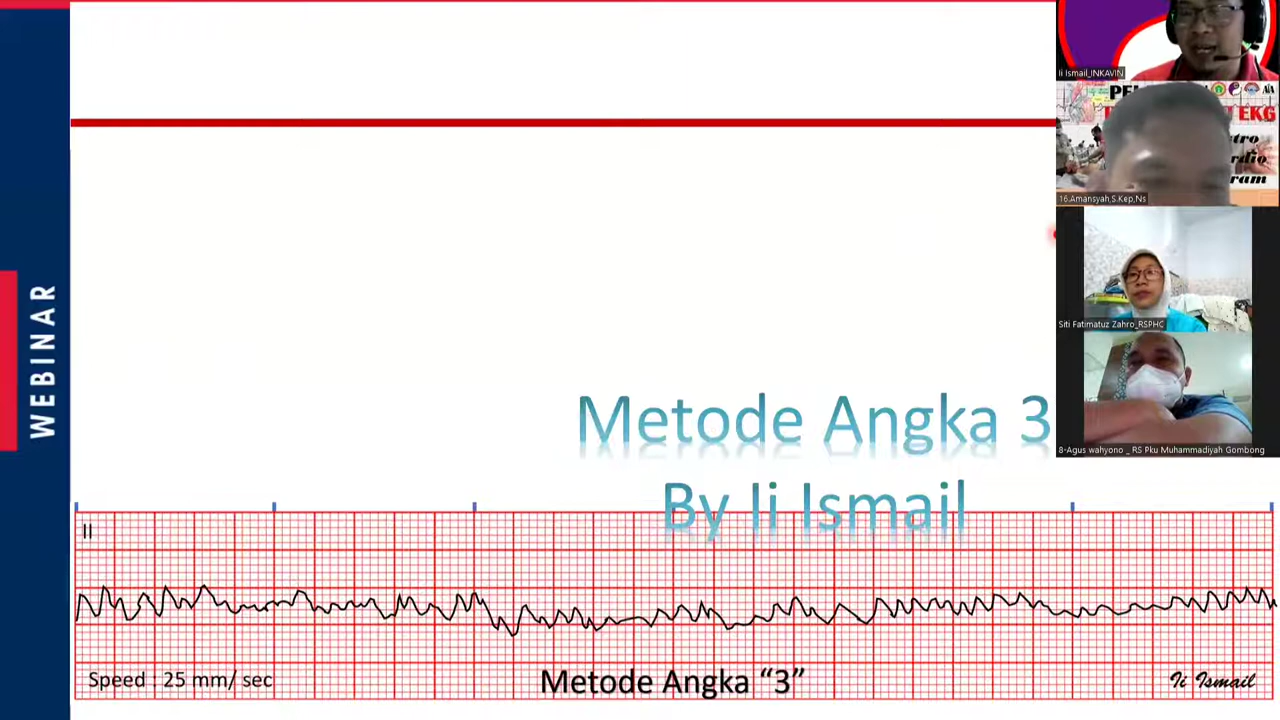 WEBINAR
Metode Angka 3
By Ii Ismail
II
Speed : 25 mm/ sec
Metode Angka “3”
Ii Ismail
Ii Ismail_INKAVIN
EKG
16.Amansyah,S.Kep,Ns
Siti Fatimatuz Zahro_RSPHC
8-Agus wahyono _ RS Pku Muhammadiyah Gombong